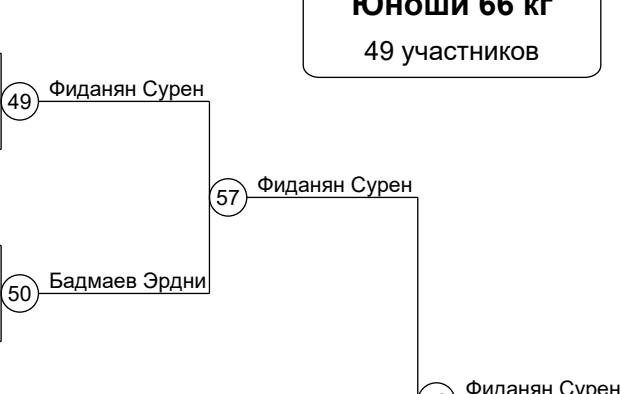 Юноши 66 кг
49 участников
49
Фиданян Сурен
57
Фиданян Сурен
50
Бадмаев Эрдни
Фиданян Сурен